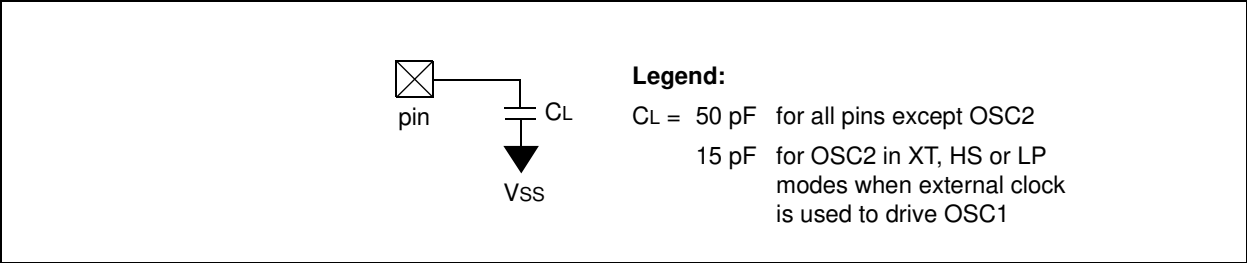 pin
CL
VSS
Legend:
CL = 50 pF for all pins except OSC2
15 pF for OSC2 in XT, HS or LP
modes when external clock
is used to drive OSC1